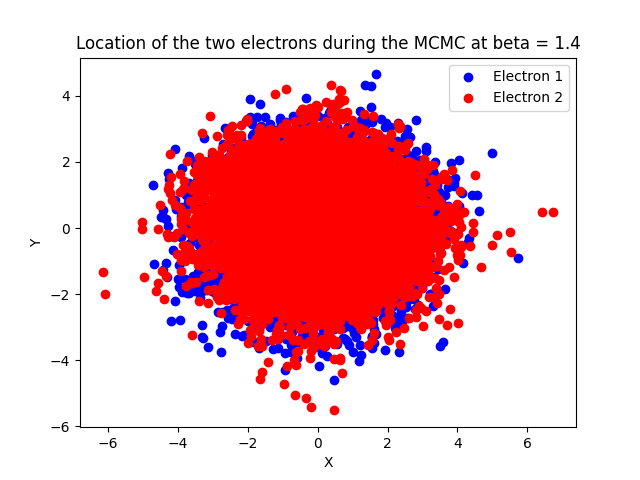 Location of the two electrons during the MCMC at beta = 1.4
Electron 1
Electron 2
Y
4
2
0
−2
−4
−6
−6 −4 −2 0 2 4 6
X